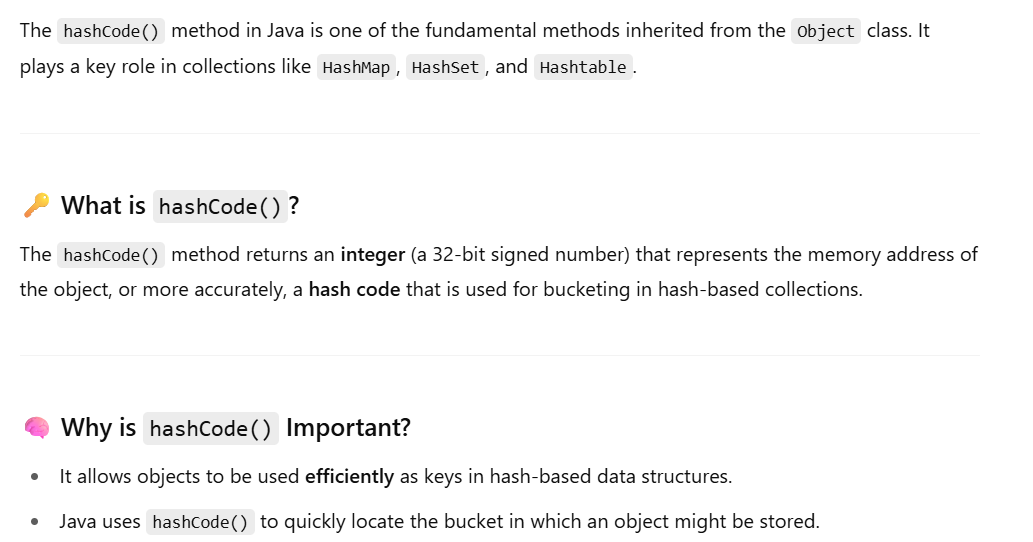 The hashCode() method in Java is one of the fundamental methods inherited from the Object class. It
plays a key role in collections like HashMap, HashSet, and Hashtable.
🔑 What is hashCode()?
The hashCode() method returns an integer (a 32-bit signed number) that represents the memory address of
the object, or more accurately, a hash code that is used for bucketing in hash-based collections.
🧠 Why is hashCode() Important?
• It allows objects to be used efficiently as keys in hash-based data structures.
• Java uses hashCode() to quickly locate the bucket in which an object might be stored.